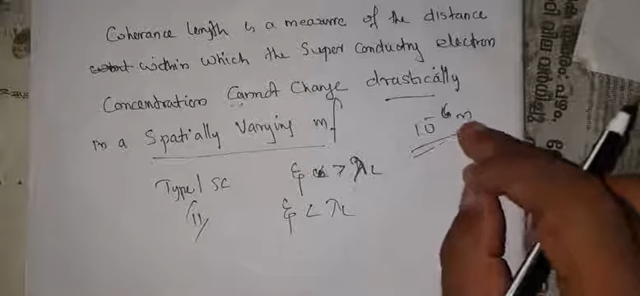 Coherance length is a measure of the distance
within which the Super Conducting electron
Concentration Cannot Change drastically
in a Spatially Varying m.f
10⁻⁶ m
Type I SC ξ > λL
II ξ < λL